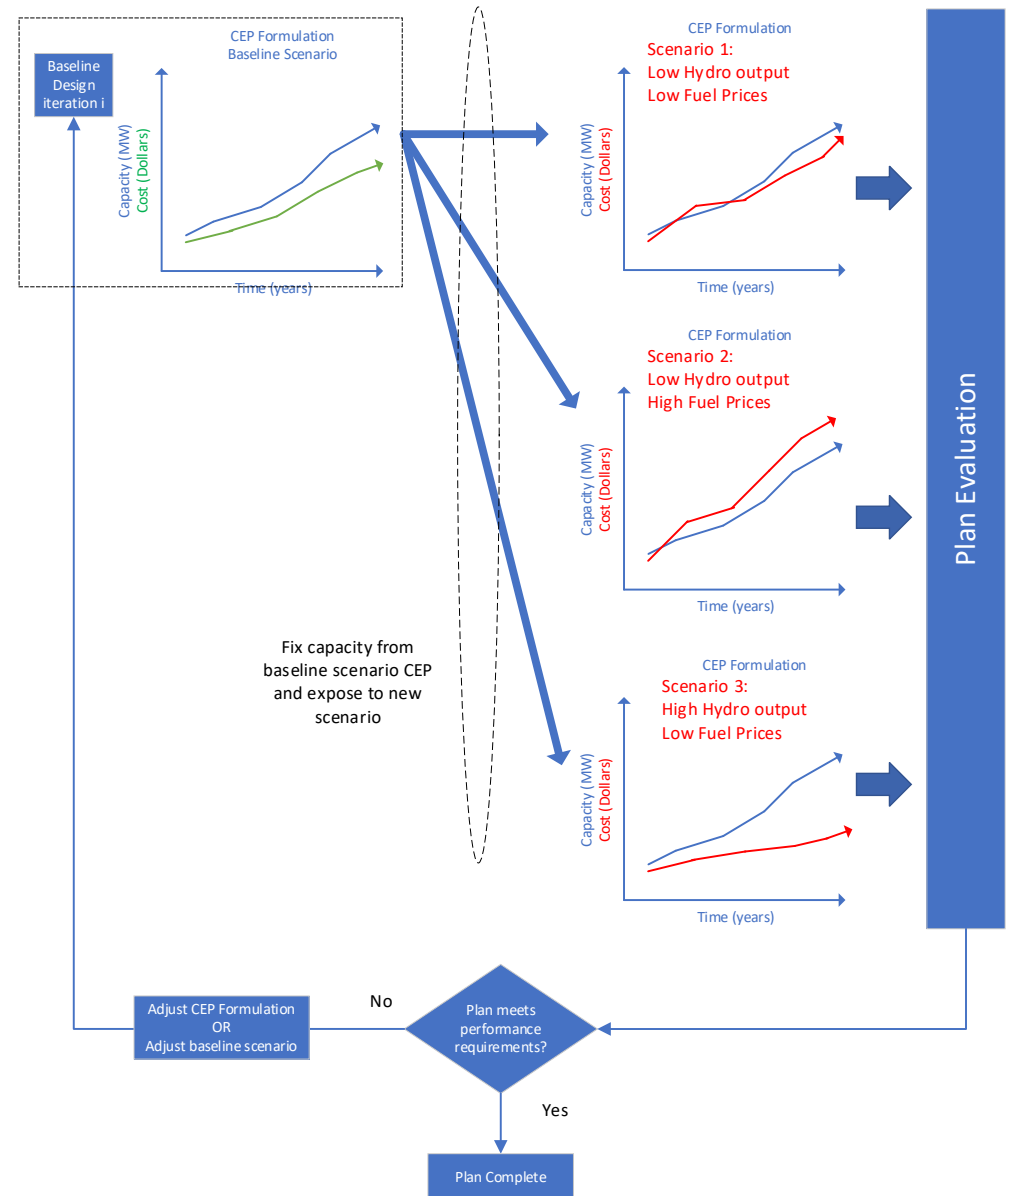 CEP Formulation
Baseline Scenario
Baseline
Design
iteration i
Capacity (MW)
Cost (Dollars)
Time (years)
CEP Formulation
Scenario 1:
Low Hydro output
Low Fuel Prices
Capacity (MW)
Cost (Dollars)
Time (years)
CEP Formulation
Scenario 2:
Low Hydro output
High Fuel Prices
Capacity (MW)
Cost (Dollars)
Time (years)
CEP Formulation
Scenario 3:
High Hydro output
Low Fuel Prices
Capacity (MW)
Cost (Dollars)
Time (years)
Plan Evaluation
Fix capacity from
baseline scenario CEP
and expose to new
scenario
Adjust CEP Formulation
OR
Adjust baseline scenario
No
Plan meets
performance
requirements?
Yes
Plan Complete